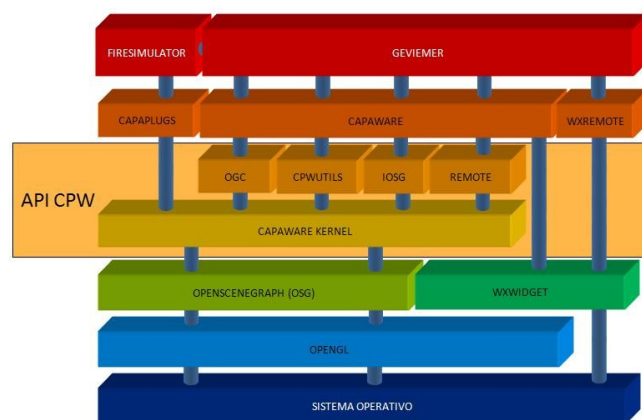 FIRESIMULATOR
GEVIEMER
CAPAPLUGS
CAPAWARE
WXREMOTE
API CPW
OGC
CPWUTILS
IOSG
REMOTE
CAPAWARE KERNEL
OPENSCENEGRAPH (OSG)
WXWIDGET
OPENGL
SISTEMA OPERATIVO